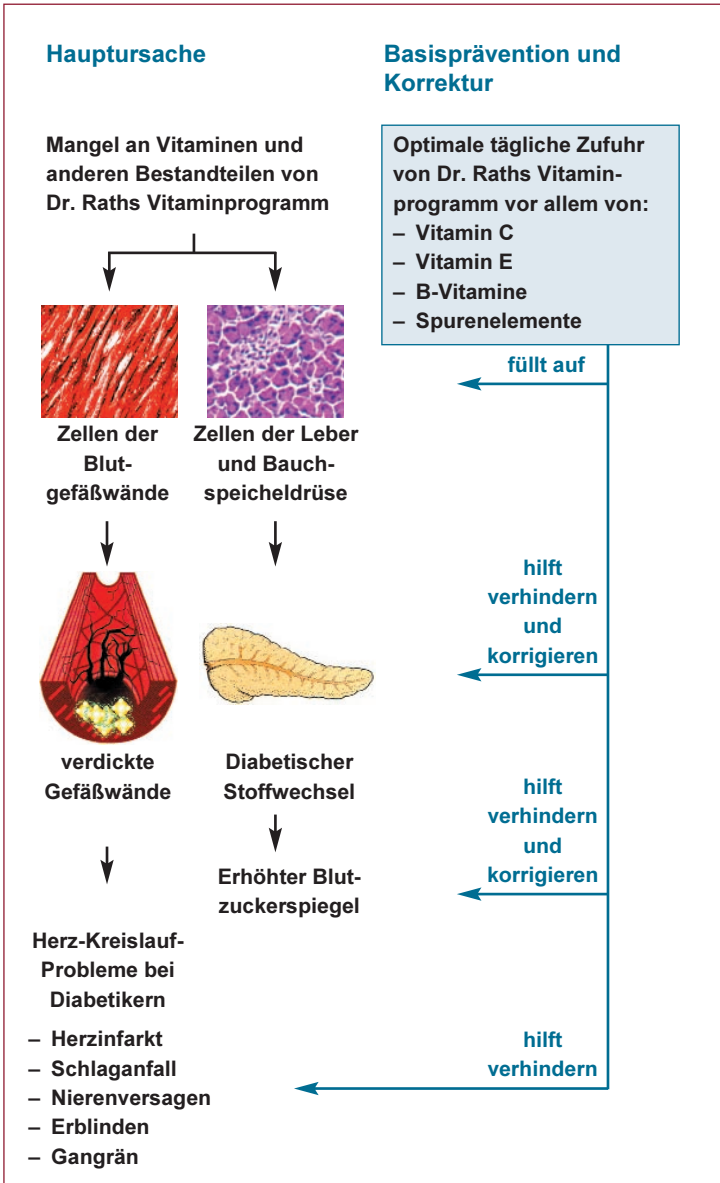 Hauptursache
Mangel an Vitaminen und
anderen Bestandteilen von
Dr. Raths Vitaminprogramm
Zellen der
Blut-
gefäßwände
Zellen der Leber
und Bauch-
speicheldrüse
verdickte
Gefäßwände
Diabetischer
Stoffwechsel
Erhöhter Blut-
zuckerspiegel
Herz-Kreislauf-
Probleme bei
Diabetikern
– Herzinfarkt
– Schlaganfall
– Nierenversagen
– Erblinden
– Gangrän
Basisprävention und
Korrektur
Optimale tägliche Zufuhr
von Dr. Raths Vitamin-
programm vor allem von:
– Vitamin C
– Vitamin E
– B-Vitamine
– Spurenelemente
füllt auf
hilft
verhindern
und
korrigieren
hilft
verhindern
und
korrigieren
hilft
verhindern